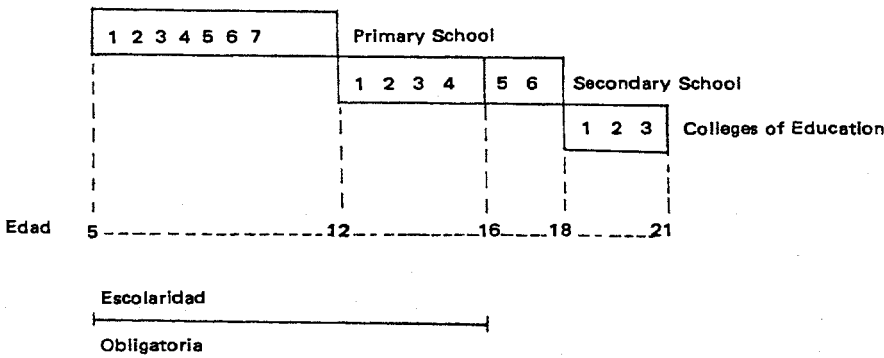 1 2 3 4 5 6 7 Primary School
1 2 3 4 5 6 Secondary School
1 2 3 Colleges of Education
Edad 5 12 16 18 21
Escolaridad
Obligatoria